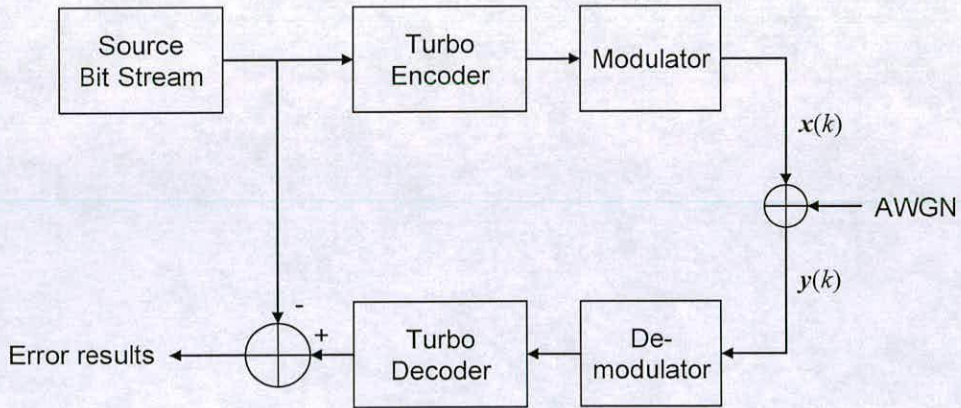 Source
Bit Stream
Turbo
Encoder
Modulator
x(k)
AWGN
y(k)
-
+
Error results
Turbo
Decoder
De-
modulator